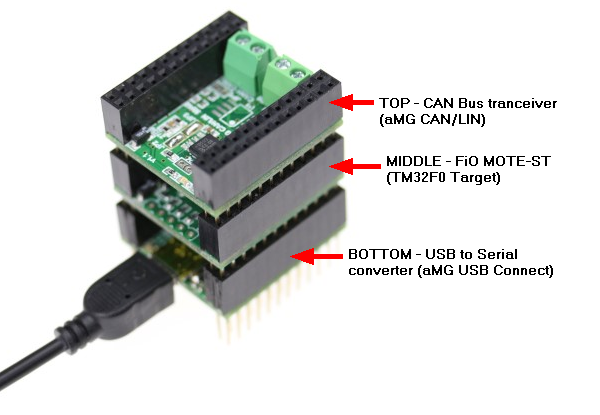 TOP - CAN Bus tranceiver
(aMG CAN/LIN)
MIDDLE - FiO MOTE-ST
(TM32F0 Target)
BOTTOM - USB to Serial
converter (aMG USB Connect)